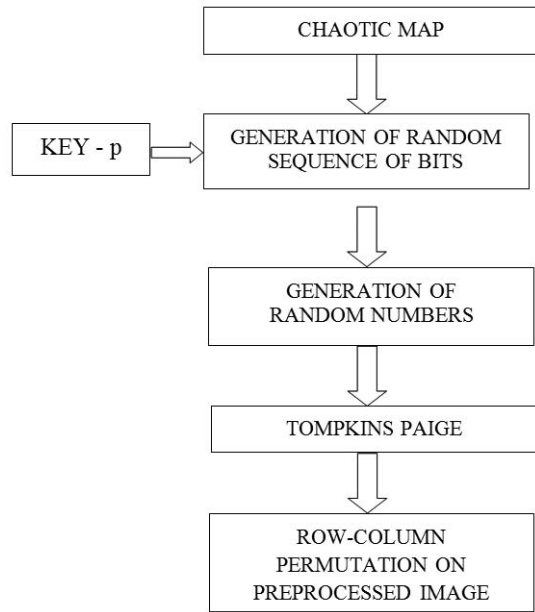 CHAOTIC MAP
KEY - p
GENERATION OF RANDOM
SEQUENCE OF BITS
GENERATION OF
RANDOM NUMBERS
TOMPKINS PAIGE
ROW-COLUMN
PERMUTATION ON
PREPROCESSED IMAGE